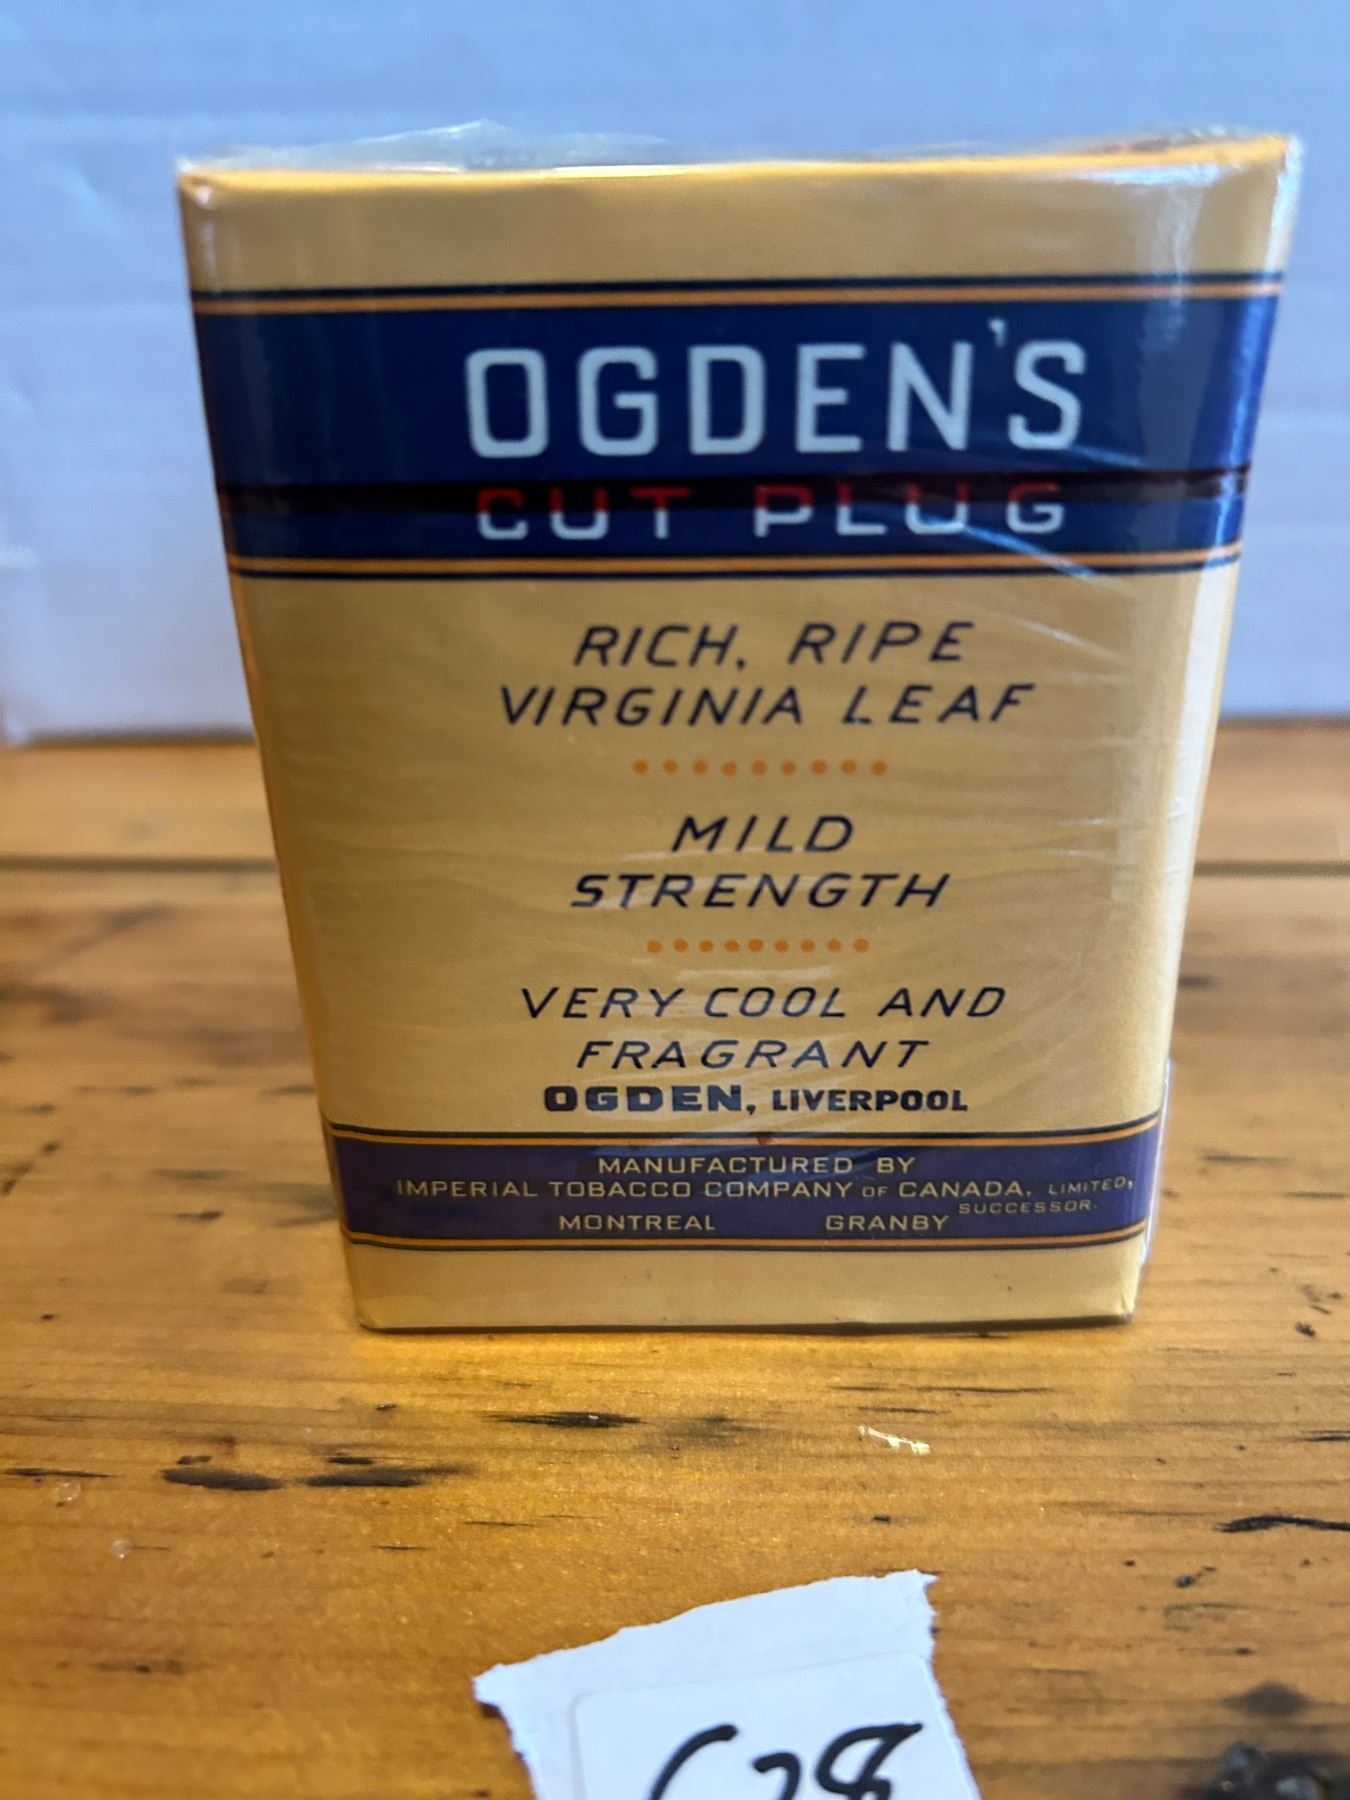 OGDEN'S
CUT PLUG
RICH, RIPE
VIRGINIA LEAF
MILD
STRENGTH
VERY COOL AND
FRAGRANT
OGDEN, LIVERPOOL
MANUFACTURED BY
IMPERIAL TOBACCO COMPANY OF CANADA, LIMITED,
SUCCESSOR.
MONTREAL GRANBY